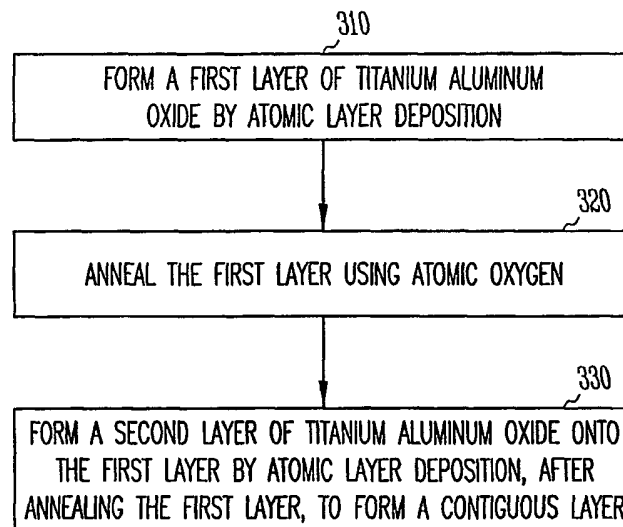 310
FORM A FIRST LAYER OF TITANIUM ALUMINUM
OXIDE BY ATOMIC LAYER DEPOSITION
320
ANNEAL THE FIRST LAYER USING ATOMIC OXYGEN
330
FORM A SECOND LAYER OF TITANIUM ALUMINUM OXIDE ONTO
THE FIRST LAYER BY ATOMIC LAYER DEPOSITION, AFTER
ANNEALING THE FIRST LAYER, TO FORM A CONTIGUOUS LAYER